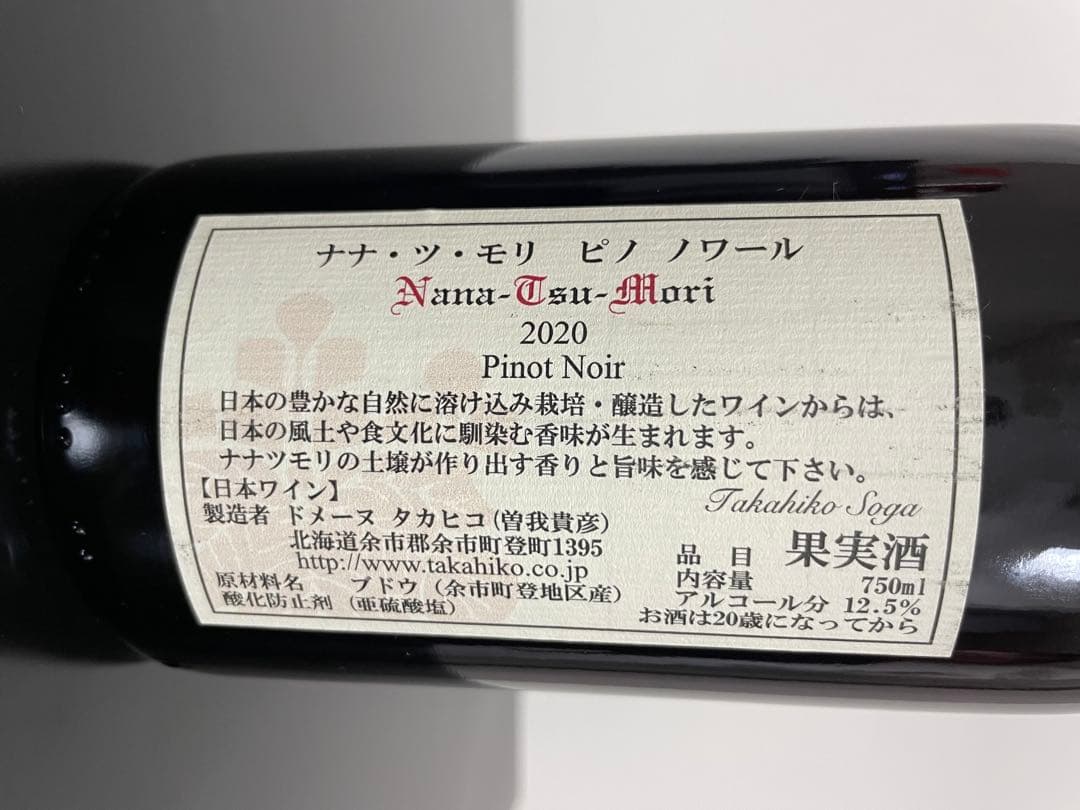 ナナ・ツ・モリ　ピノ ノワール
Nana-Tsu-Mori
2020
Pinot Noir
日本の豊かな自然に溶け込み栽培・醸造したワインからは、
日本の風土や食文化に馴染む香味が生まれます。
ナナツモリの土壌が作り出す香りと旨味を感じて下さい。
Takahiko Soga
【日本ワイン】
製造者 ドメーヌ タカヒコ(曽我貴彦)
北海道余市郡余市町登町1395
http://www.takahiko.co.jp
原材料名　ブドウ（余市町登地区産）
酸化防止剤（亜硫酸塩）
品目 果実酒
内容量 750ml
アルコール分 12.5%
お酒は20歳になってから